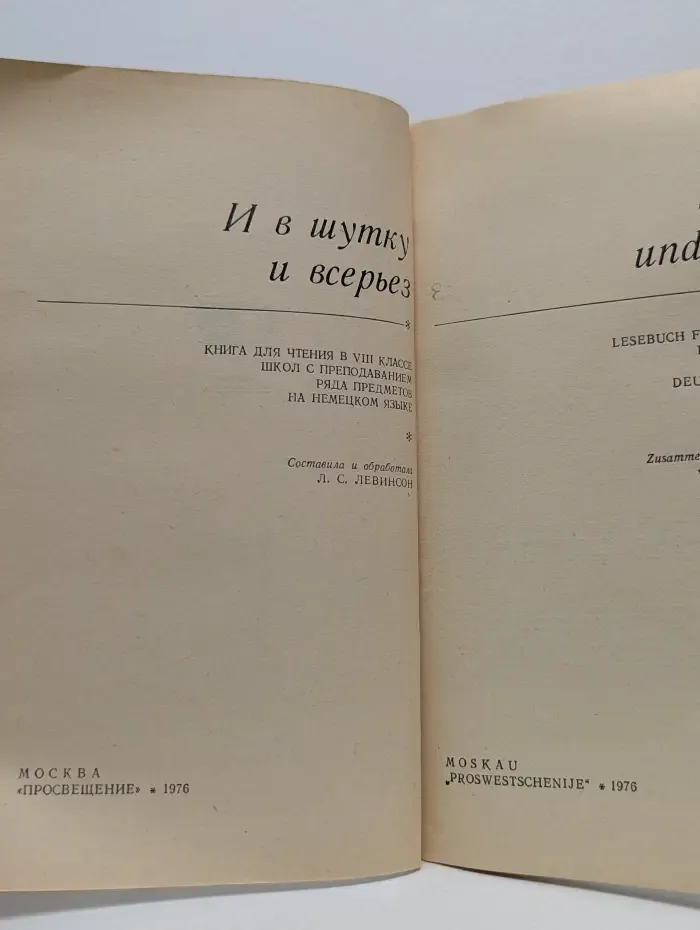 И в шутку
и всерьез
*
КНИГА ДЛЯ ЧТЕНИЯ В VIII КЛАССЕ
ШКОЛ С ПРЕПОДАВАНИЕМ
РЯДА ПРЕДМЕТОВ
НА НЕМЕЦКОМ ЯЗЫКЕ
*
Составила и обработала
Л. С. ЛЕВИНСОН
МОСКВА
«ПРОСВЕЩЕНИЕ» * 1976
und
LESEBUCH
MOSKAU
„PROSWESTSCHENIJE“ * 1976